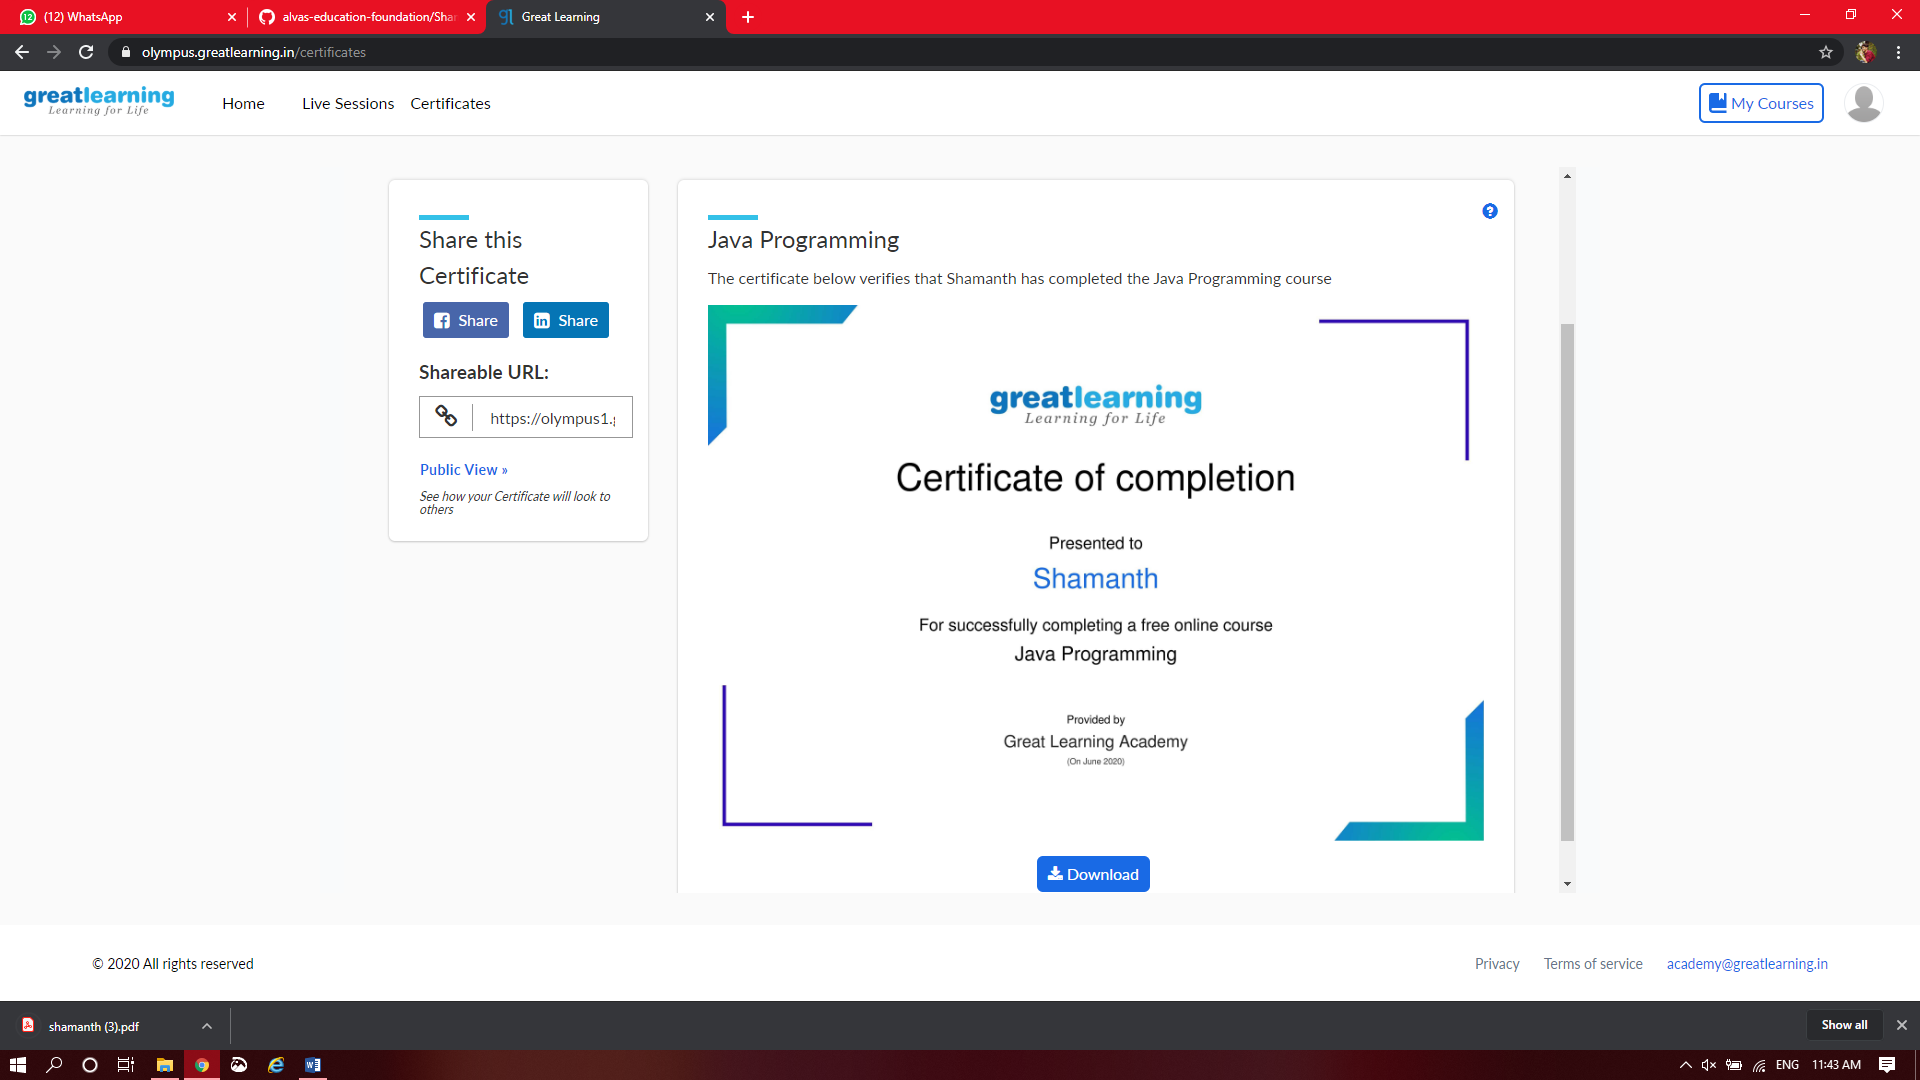 (12) WhatsApp
alvas-education-foundation/Shar
Great Learning
olympus.greatlearning.in/certificates
greatlearning
Learning for Life
Home
Live Sessions
Certificates
My Courses
Share this
Certificate
Share
Share
Shareable URL:
https://olympus1.g
Public View »
See how your Certificate will look to
others
Java Programming
The certificate below verifies that Shamanth has completed the Java Programming course
greatlearning
Learning for Life
Certificate of completion
Presented to
Shamanth
For successfully completing a free online course
Java Programming
Provided by
Great Learning Academy
(On June 2020)
Download
© 2020 All rights reserved
Privacy
Terms of service
academy@greatlearning.in
shamanth (3).pdf
Show all
ENG
11:43 AM